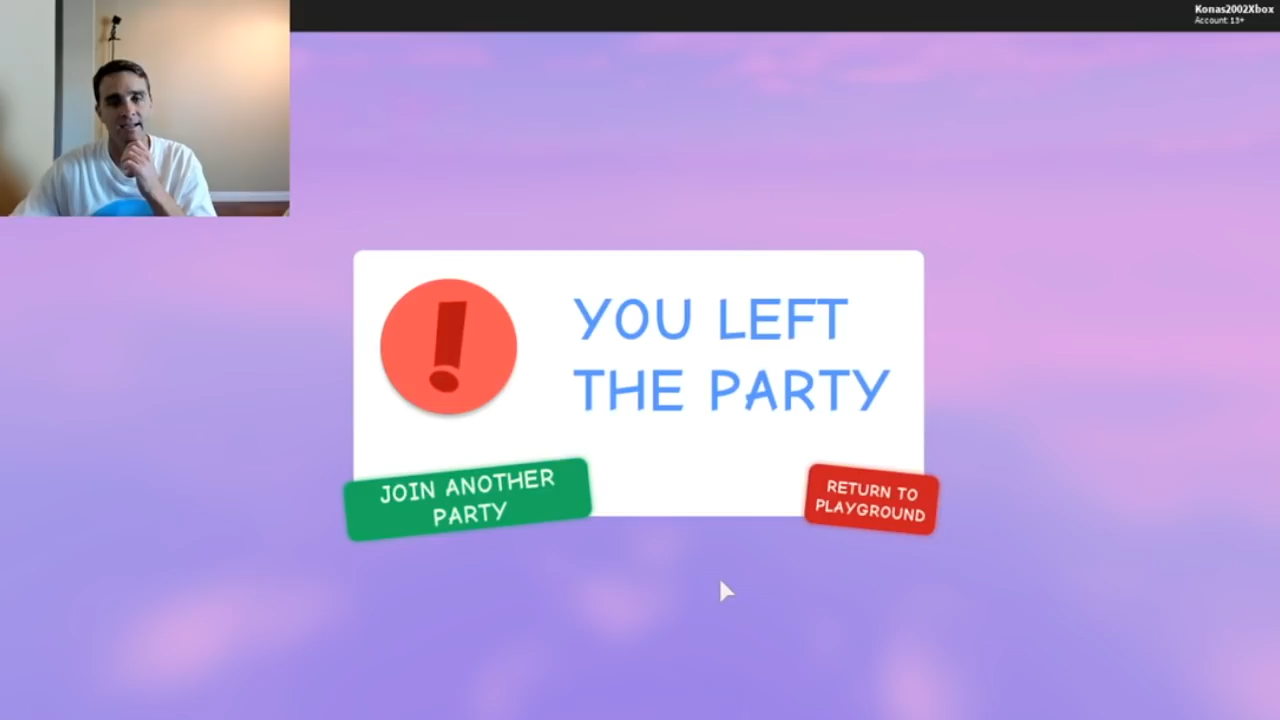 Konas2002Xbox
Account: 13+
YOU LEFT
THE PARTY
JOIN ANOTHER
PARTY
RETURN TO
PLAYGROUND